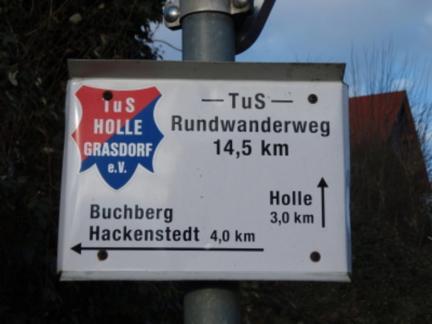 TuS
HOLLE
GRASDORF
e.V.
— TuS —
Rundwanderweg
14,5 km
Holle
3,0 km
Buchberg
Hackenstedt 4,0 km